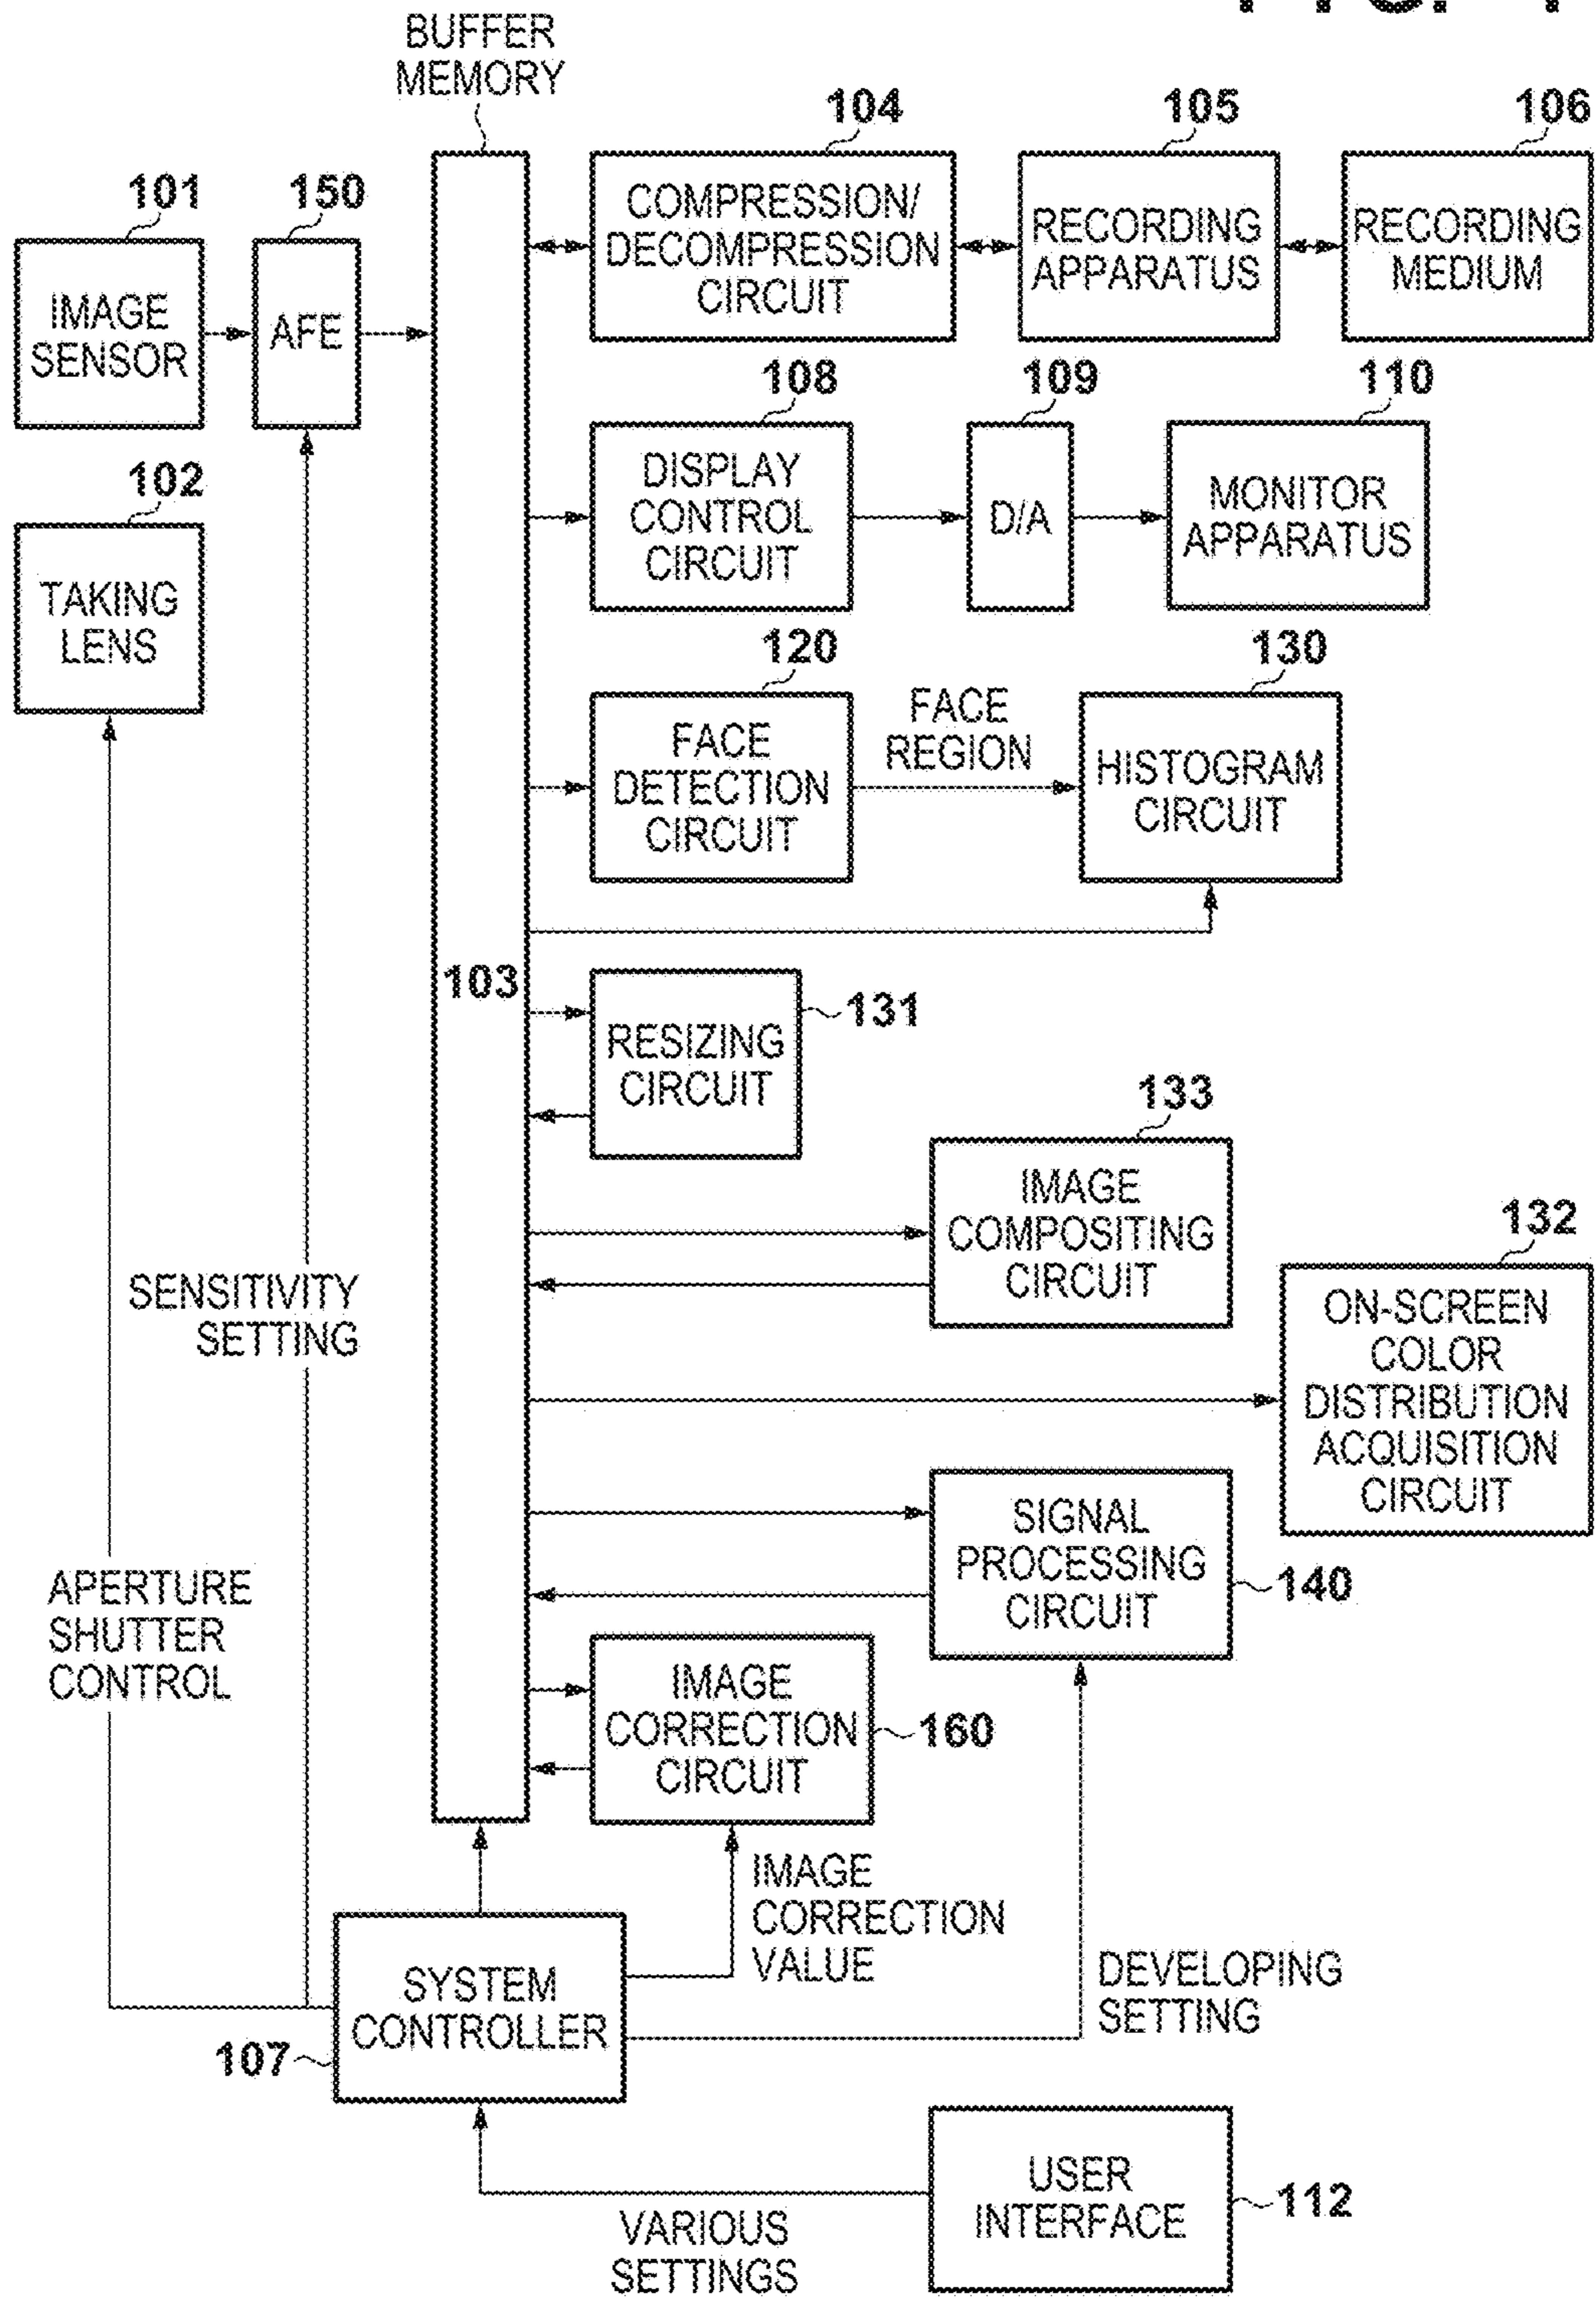 BUFFER
MEMORY
104
105
106
101
150
COMPRESSION/
DECOMPRESSION
CIRCUIT
RECORDING
APPARATUS
RECORDING
MEDIUM
IMAGE
SENSOR
AFE
108
109
110
102
DISPLAY
CONTROL
CIRCUIT
D/A
MONITOR
APPARATUS
TAKING
LENS
120
130
FACE
REGION
FACE
DETECTION
CIRCUIT
HISTOGRAM
CIRCUIT
103
131
RESIZING
CIRCUIT
133
IMAGE
COMPOSITING
CIRCUIT
132
SENSITIVITY
SETTING
ON-SCREEN
COLOR
DISTRIBUTION
ACQUISITION
CIRCUIT
SIGNAL
PROCESSING
CIRCUIT
140
APERTURE
SHUTTER
CONTROL
IMAGE
CORRECTION
CIRCUIT
160
IMAGE
CORRECTION
VALUE
DEVELOPING
SETTING
SYSTEM
CONTROLLER
107
USER
INTERFACE
112
VARIOUS
SETTINGS